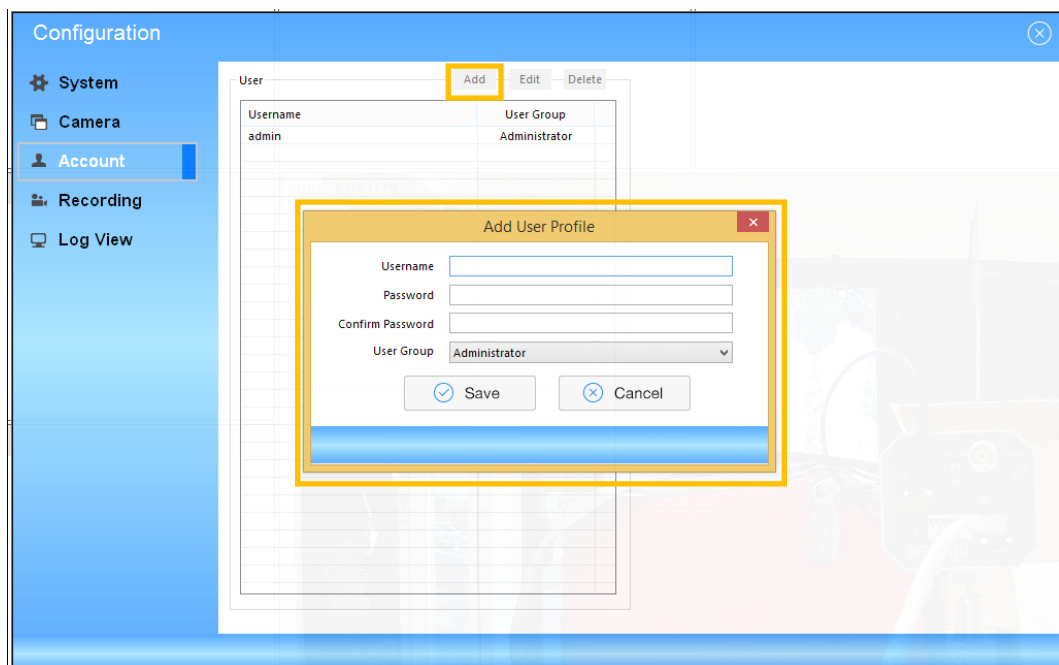 Configuration
System
Camera
Account
Recording
Log View
User
Add Edit Delete
Username User Group
admin Administrator
Add User Profile
Username
Password
Confirm Password
User Group Administrator
Save Cancel